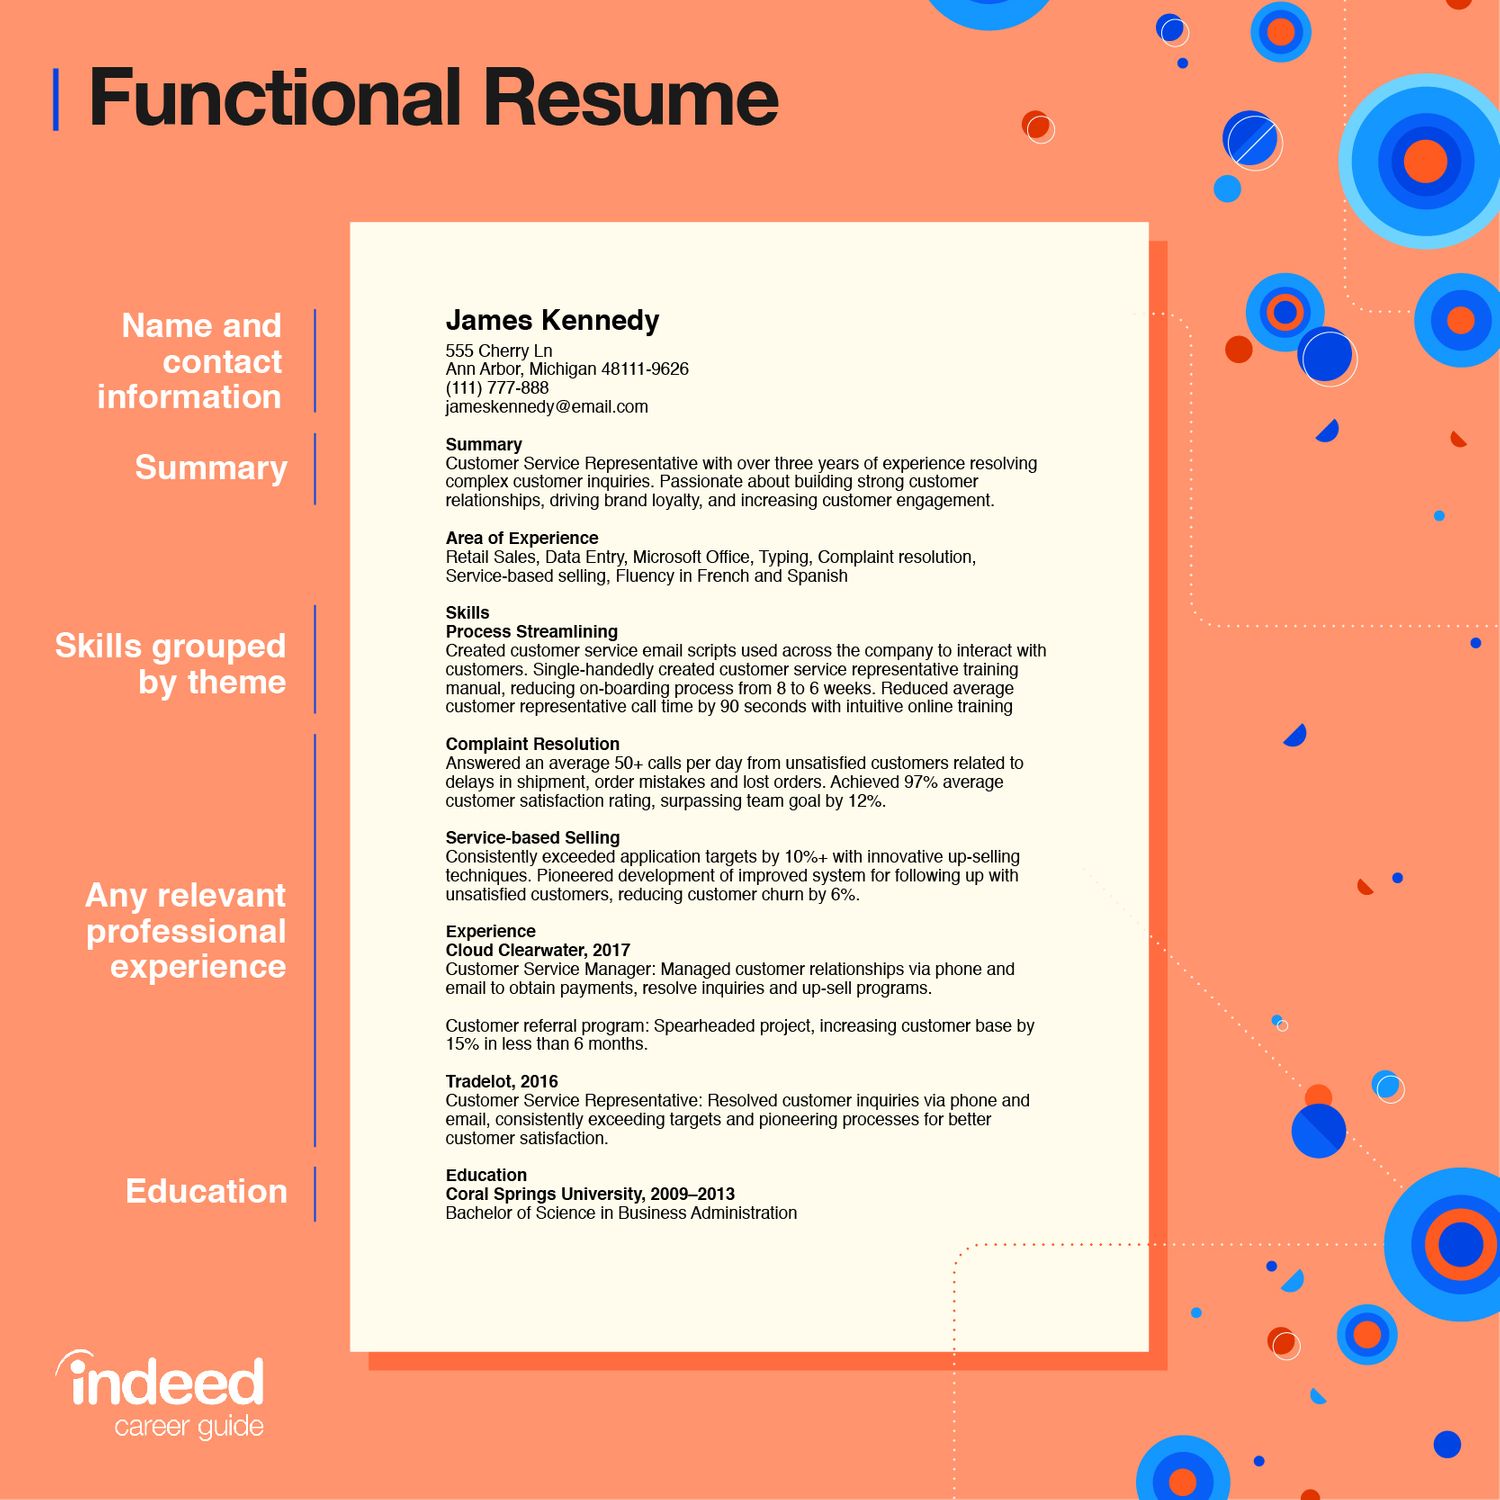 Functional Resume
Name and
contact
information
James Kennedy
555 Cherry Ln
Ann Arbor, Michigan 48111-9626
(111) 777-888
jameskennedy@email.com
Summary
Summary
Customer Service Representative with over three years of experience resolving
complex customer inquiries. Passionate about building strong customer
relationships, driving brand loyalty, and increasing customer engagement.
Area of Experience
Retail Sales, Data Entry, Microsoft Office, Typing, Complaint resolution,
Service-based selling, Fluency in French and Spanish
Skills grouped
by theme
Skills
Process Streamlining
Created customer service email scripts used across the company to interact with
customers. Single-handedly created customer service representative training
manual, reducing on-boarding process from 8 to 6 weeks. Reduced average
customer representative call time by 90 seconds with intuitive online training
Any relevant
professional
experience
Complaint Resolution
Answered an average 50+ calls per day from unsatisfied customers related to
delays in shipment, order mistakes and lost orders. Achieved 97% average
customer satisfaction rating, surpassing team goal by 12%.
Service-based Selling
Consistently exceeded application targets by 10%+ with innovative up-selling
techniques. Pioneered development of improved system for following up with
unsatisfied customers, reducing customer churn by 6%.
Experience
Cloud Clearwater, 2017
Customer Service Manager: Managed customer relationships via phone and
email to obtain payments, resolve inquiries and up-sell programs.
Customer referral program: Spearheaded project, increasing customer base by
15% in less than 6 months.
Tradelot, 2016
Customer Service Representative: Resolved customer inquiries via phone and
email, consistently exceeding targets and pioneering processes for better
customer satisfaction.
Education
Education
Coral Springs University, 2009–2013
Bachelor of Science in Business Administration
indeed
career guide